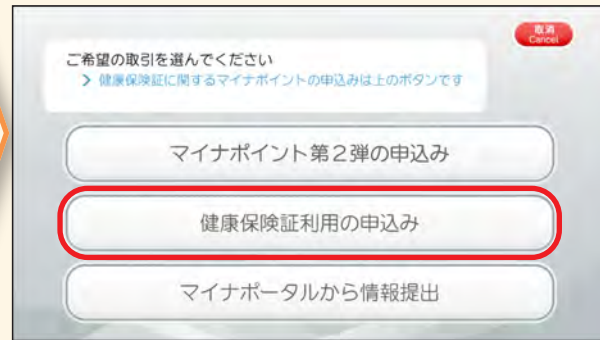 取消
Cancel
ご希望の取引を選んでください
> 健康保険証に関するマイナポイントの申込みは上のボタンです
マイナポイント第２弾の申込み
健康保険証利用の申込み
マイナポータルから情報提出